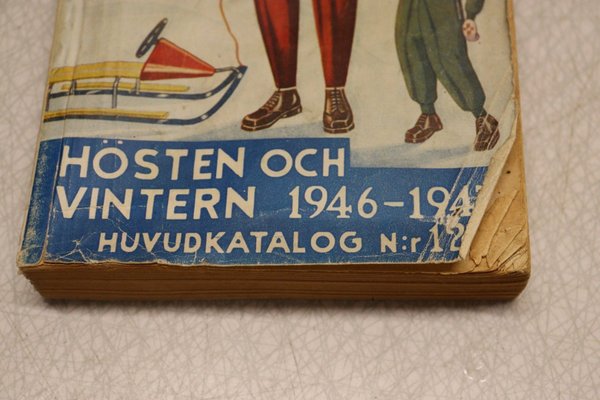 HÖSTEN OCH
VINTERN 1946-194
HUVUDKATALOG N:r 12